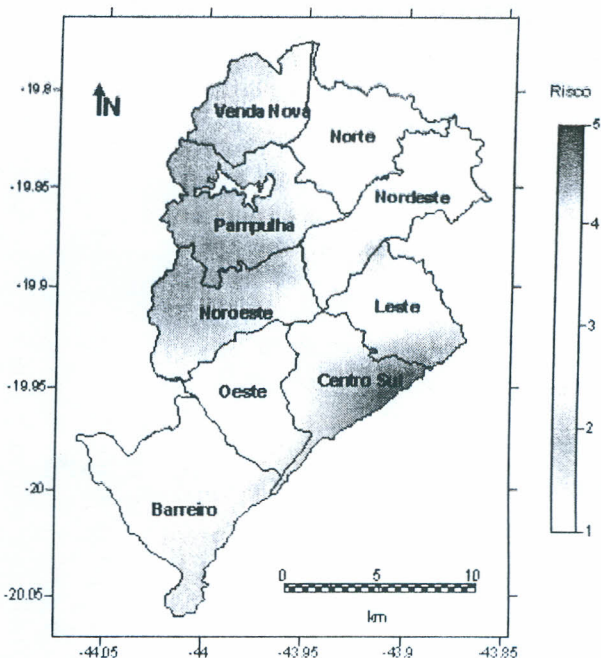 -19.8
-19.85
-19.9
-19.95
-20
-20.05
N
Venda Nova
Norte
Nordeste
Pampulha
Noroeste
Leste
Oeste
Centro Sul
Barreiro
0 5 10
km
-44.05 -44 -43.95 -43.9 -43.85
Risco
5
4
3
2
1